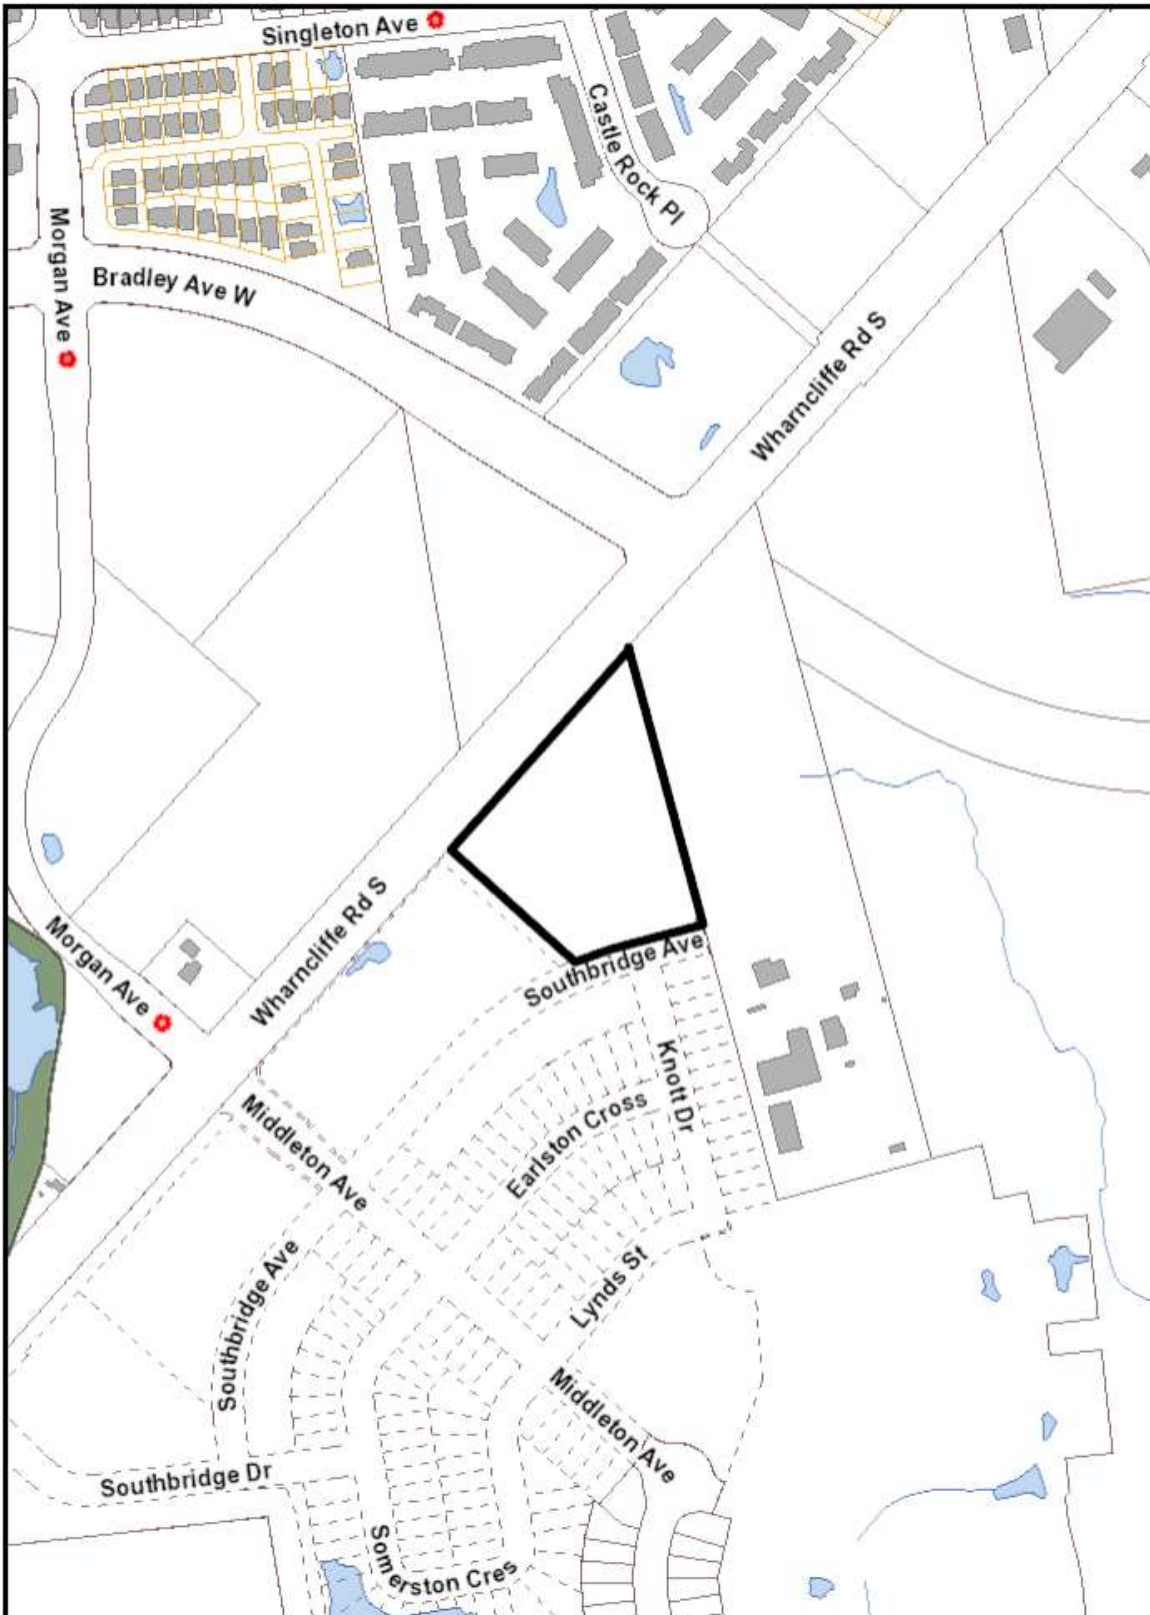 Singleton Ave
Castle Rock Pl
Morgan Ave
Bradley Ave W
Wharncliffe Rd S
Wharncliffe Rd S
Morgan Ave
Southbridge Ave
Knott Dr
Middleton Ave
Earlston Cross
Southbridge Ave
Lynds St
Middleton Ave
Southbridge Dr
Somerston Cres